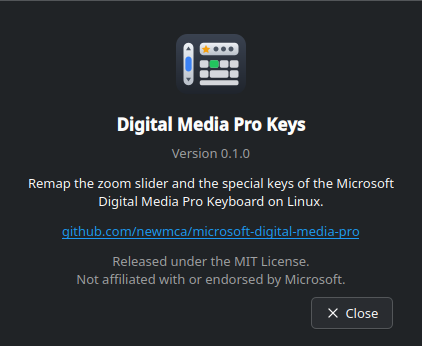 Digital Media Pro Keys
Version 0.1.0
Remap the zoom slider and the special keys of the Microsoft
Digital Media Pro Keyboard on Linux.
github.com/newmca/microsoft-digital-media-pro
Released under the MIT License.
Not affiliated with or endorsed by Microsoft.
Close